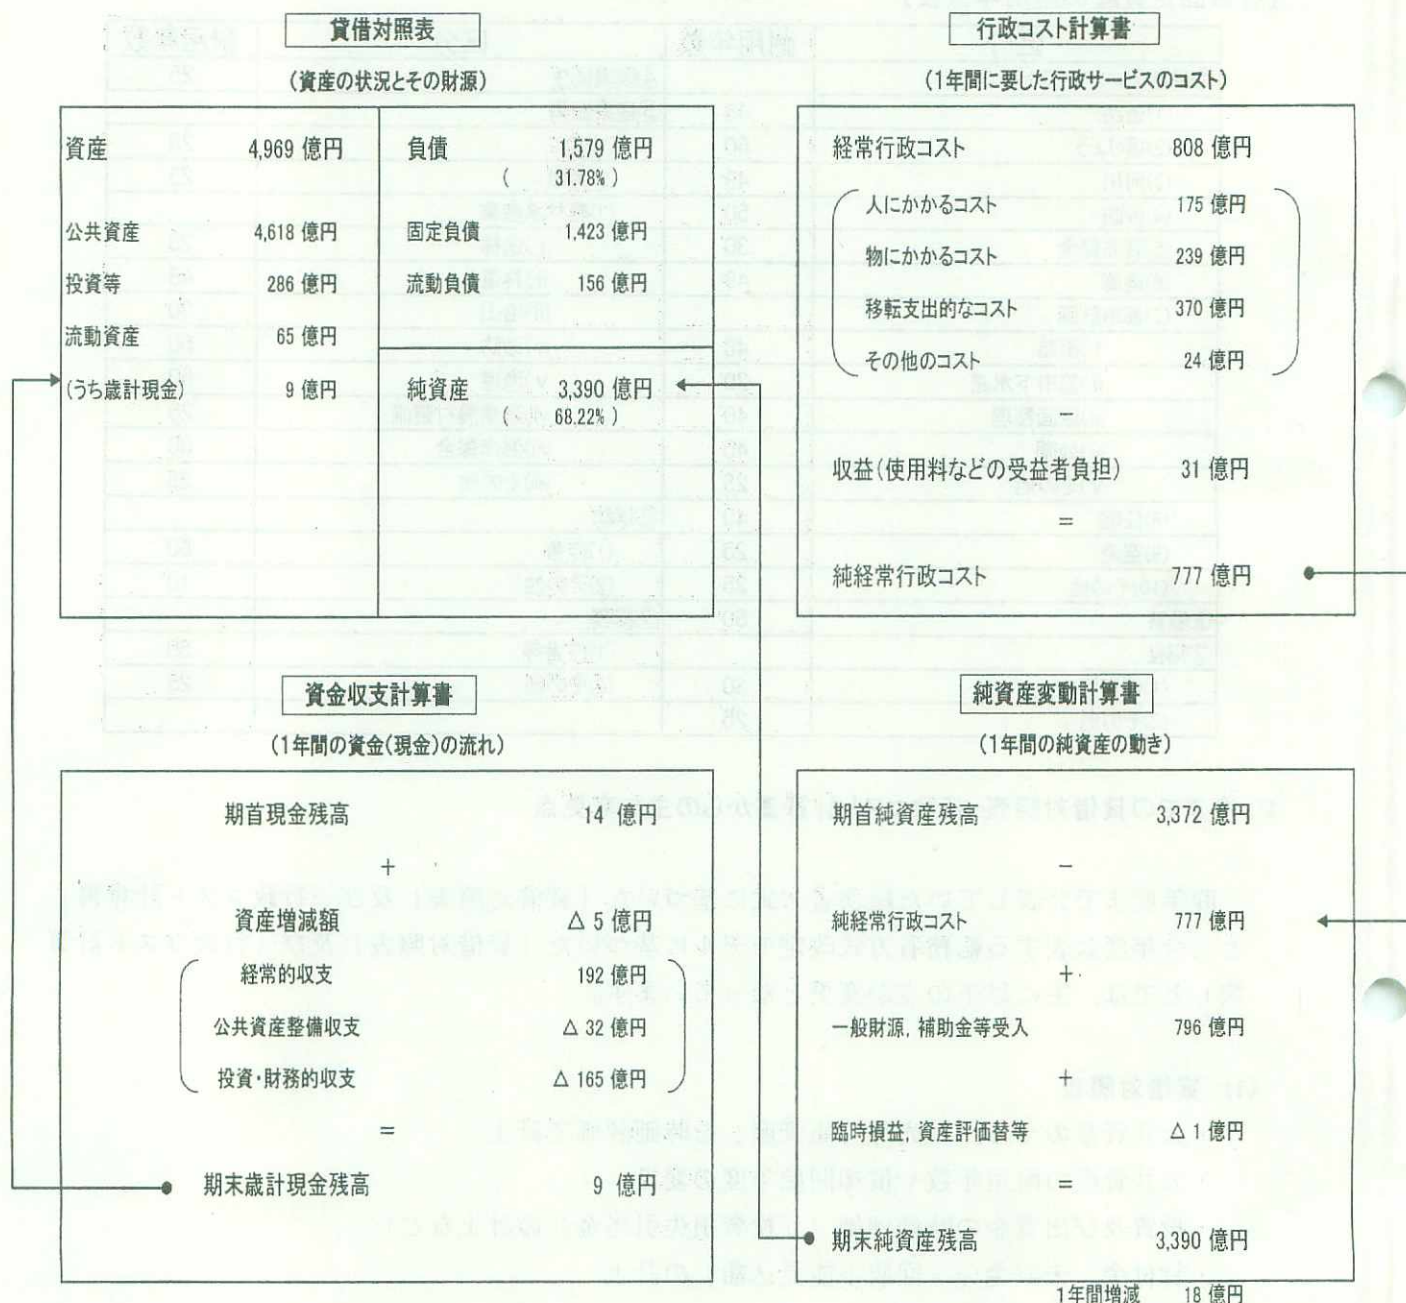 貸借対照表
(資産の状況とその財源)
資産 4,969 億円 負債 1,579 億円
( 31.78% )
公共資産 4,618 億円 固定負債 1,423 億円
投資等 286 億円 流動負債 156 億円
流動資産 65 億円
(うち歳計現金) 9 億円 純資産 3,390 億円
( 68.22% )
行政コスト計算書
(1年間に要した行政サービスのコスト)
経常行政コスト 808 億円
人にかかるコスト 175 億円
物にかかるコスト 239 億円
移転支出的なコスト 370 億円
その他のコスト 24 億円
－
収益(使用料などの受益者負担) 31 億円
＝
純経常行政コスト 777 億円
資金収支計算書
(1年間の資金(現金)の流れ)
期首現金残高 14 億円
＋
資産増減額 △ 5 億円
経常的収支 192 億円
公共資産整備収支 △ 32 億円
投資・財務的収支 △ 165 億円
＝
期末歳計現金残高 9 億円
純資産変動計算書
(1年間の純資産の動き)
期首純資産残高 3,372 億円
－
純経常行政コスト 777 億円
＋
一般財源, 補助金等受入 796 億円
＋
臨時損益, 資産評価替等 △ 1 億円
＝
期末純資産残高 3,390 億円
1年間増減 18 億円